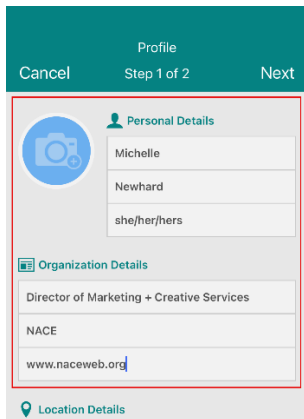 Profile
Cancel Step 1 of 2 Next
Personal Details
Michelle
Newhard
she/her/hers
Organization Details
Director of Marketing + Creative Services
NACE
www.naceweb.org
Location Details